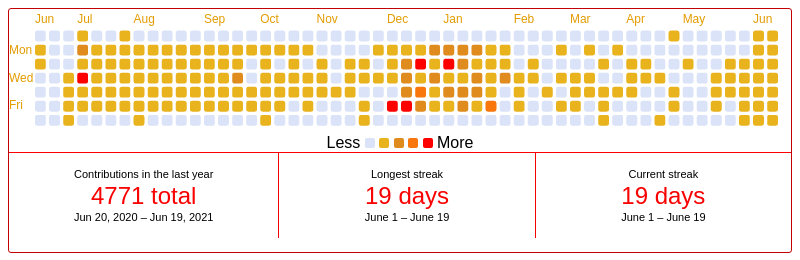 Jun Jul Aug Sep Oct Nov Dec Jan Feb Mar Apr May Jun
Mon
Wed
Fri
Less More
Contributions in the last year
4771 total
Jun 20, 2020 – Jun 19, 2021
Longest streak
19 days
June 1 – June 19
Current streak
19 days
June 1 – June 19